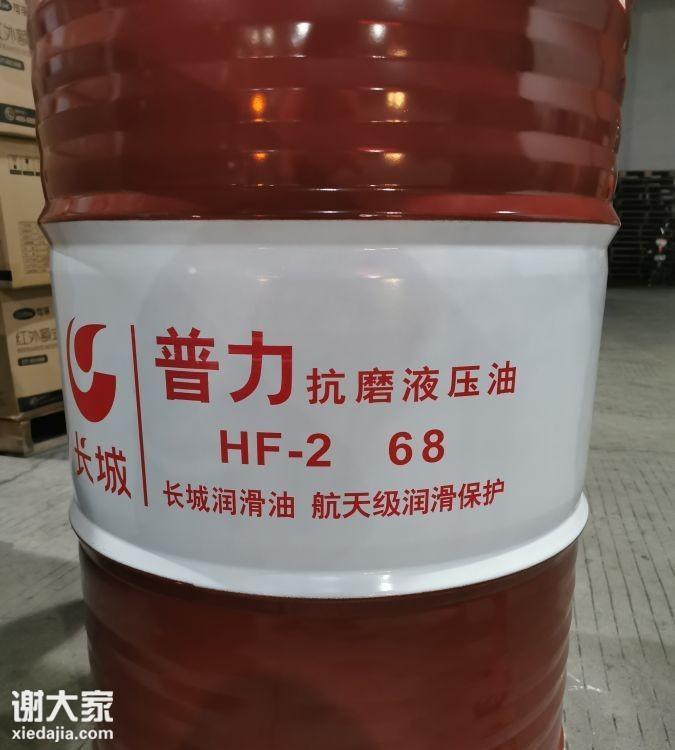 普力 抗磨液压油
HF-2 68
长城润滑油 航天级润滑保护
长城
谢大家
xiedajia.com